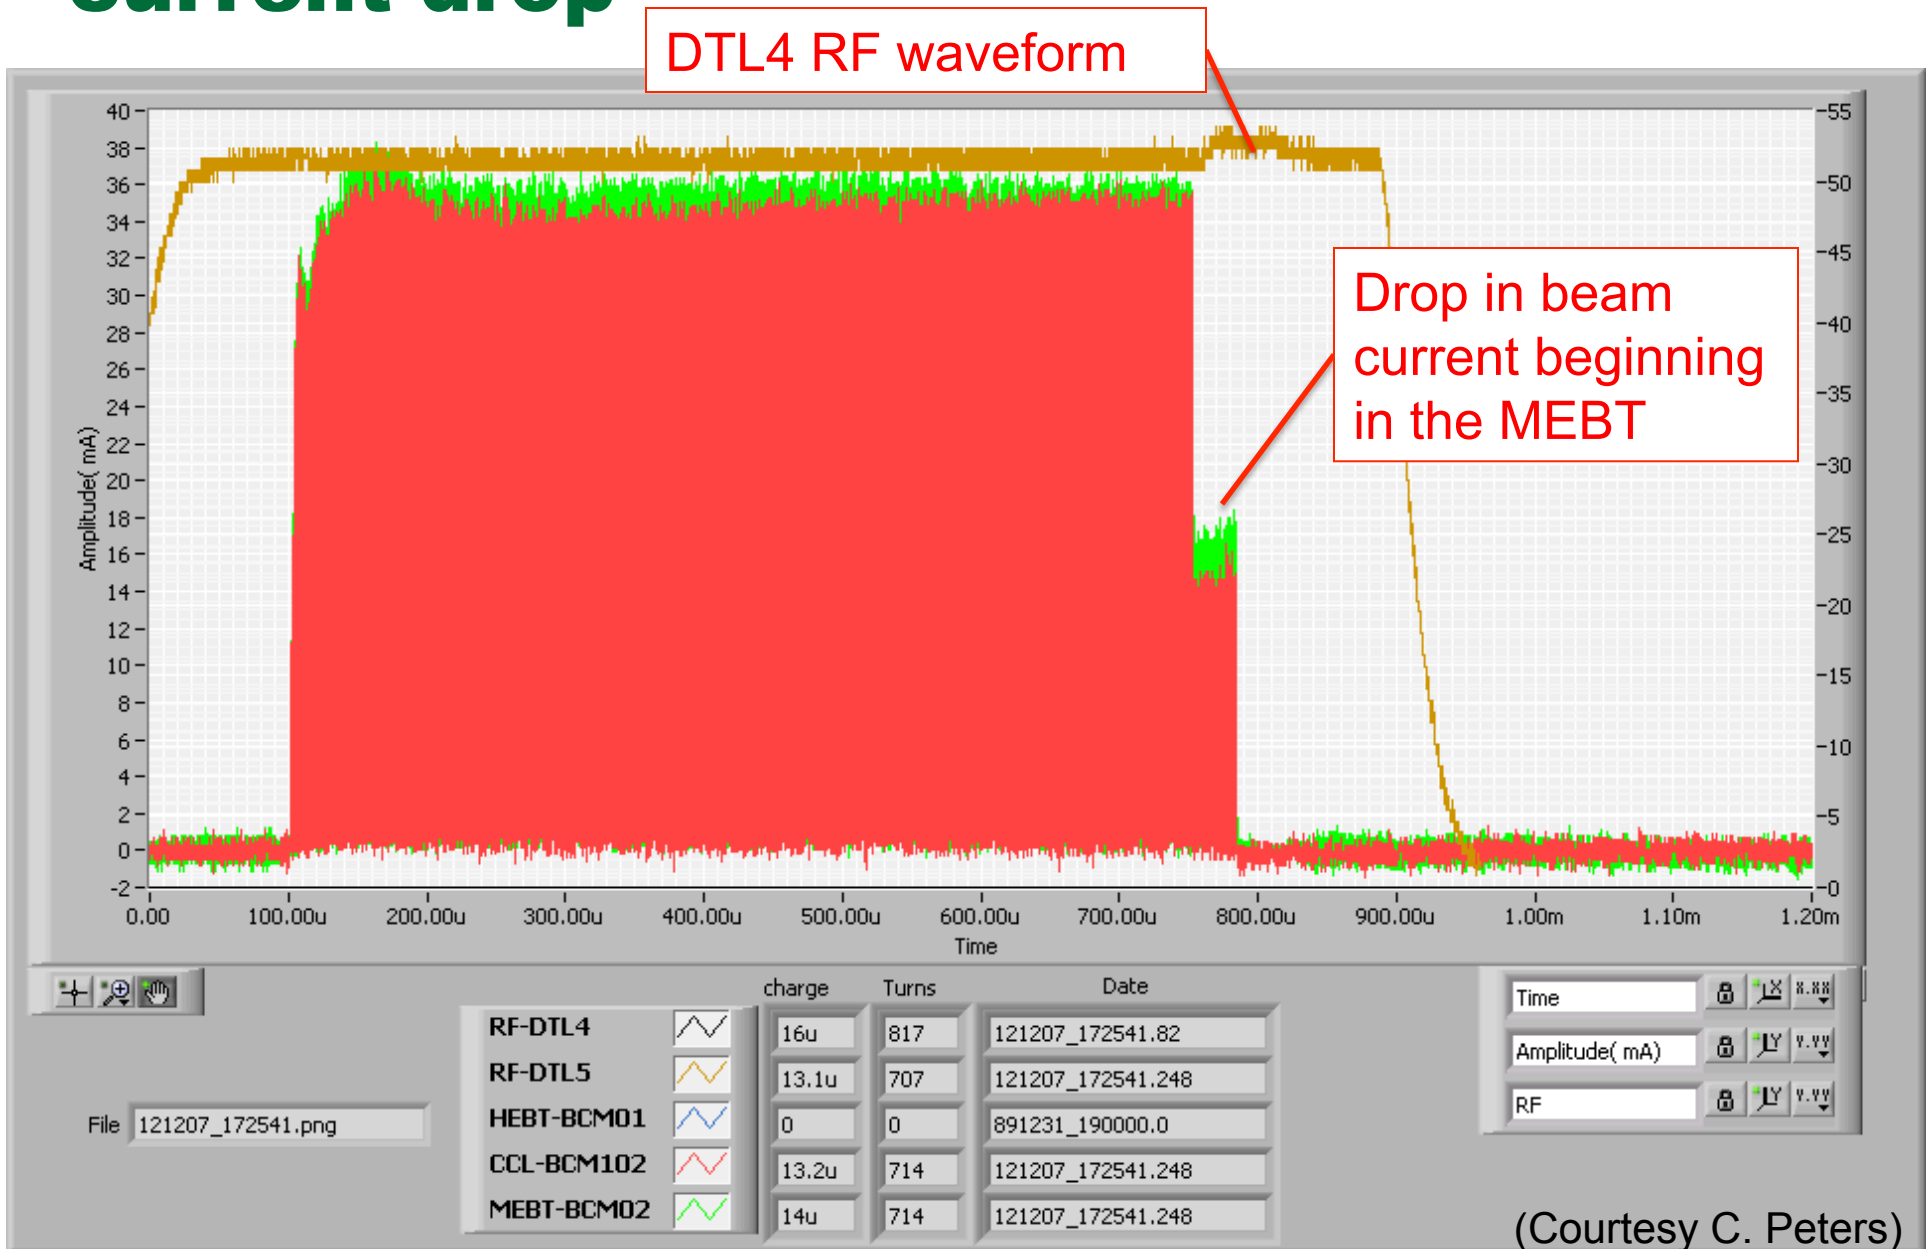 current drop
DTL4 RF waveform
40
38
36
34
32
30
28
26
24
22
20
18
16
14
12
10
8
6
4
2
0
-2
Amplitude( mA)
55
50
45
40
35
30
25
20
15
10
5
0
Drop in beam
current beginning
in the MEBT
0.00 100.00u 200.00u 300.00u 400.00u 500.00u 600.00u 700.00u 800.00u 900.00u 1.00m 1.10m 1.20m
Time
charge Turns Date
RF-DTL4 16u 817 121207_172541.82
RF-DTL5 13.1u 707 121207_172541.248
HEBT-BCM01 0 0 891231_190000.0
CCL-BCM102 13.2u 714 121207_172541.248
MEBT-BCM02 14u 714 121207_172541.248
File 121207_172541.png
Time X X.XX
Amplitude( mA) Y Y.YY
RF Y Y.YY
(Courtesy C. Peters)